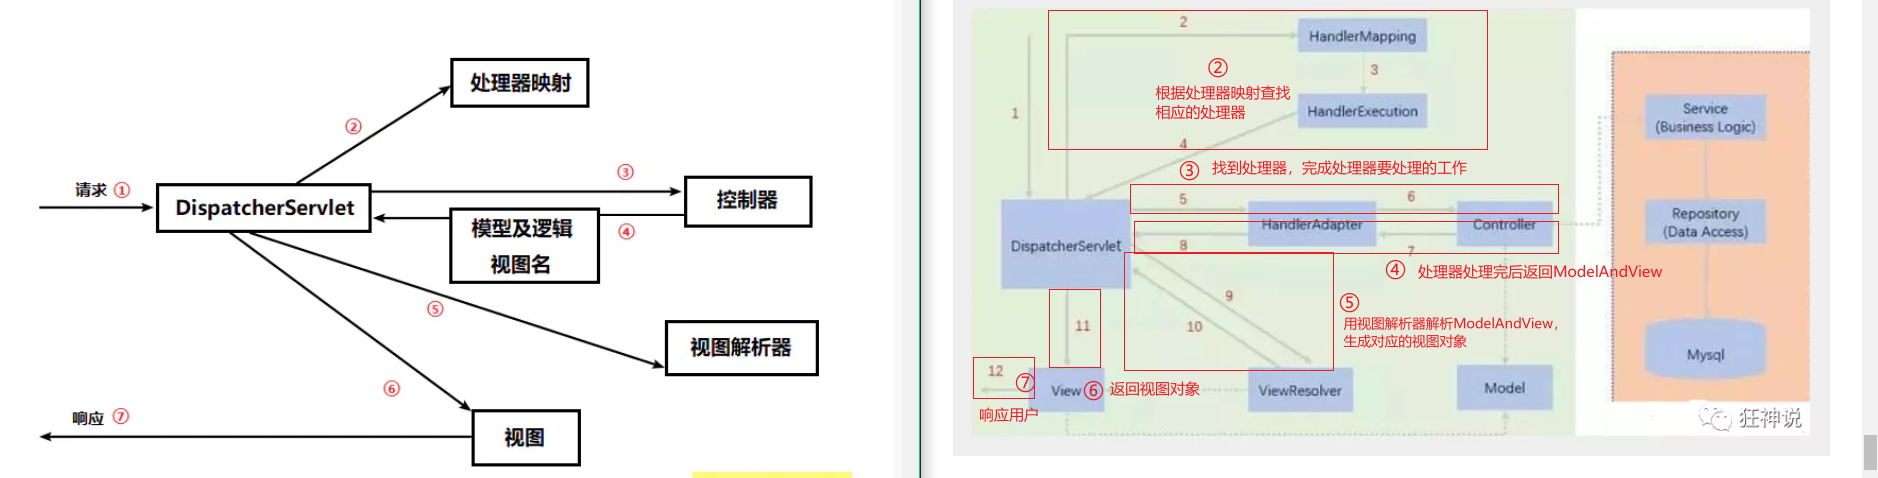 处理器映射
②
③
请求 ①
DispatcherServlet
控制器
模型及逻辑
视图名
④
⑤
视图解析器
⑥
响应 ⑦
视图
2
HandlerMapping
②
3
根据处理器映射查找
相应的处理器
HandlerExecution
1
4
③ 找到处理器，完成处理器要处理的工作
Service
(Business Logic)
5
6
HandlerAdapter
Controller
Repository
(Data Access)
DispatcherServlet
8
7
④ 处理器处理完后返回ModelAndView
9
10
11
⑤
用视图解析器解析ModelAndView，
生成对应的视图对象
Mysql
12
⑦
View
⑥ 返回视图对象
ViewResolver
Model
响应用户
狂神说